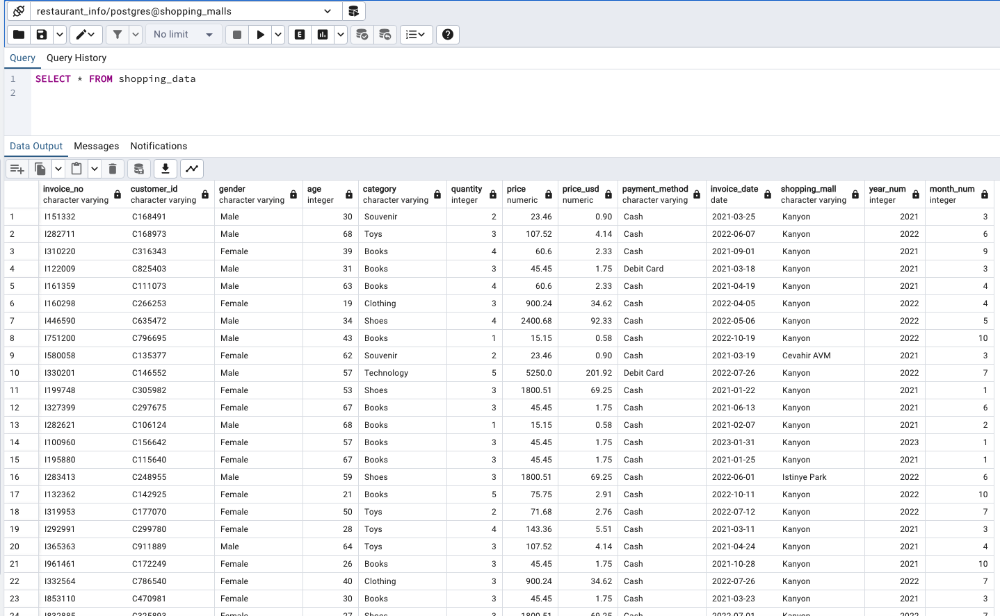 restaurant_info/postgres@shopping_malls
No limit
E
Query Query History
1 SELECT * FROM shopping_data
2
Data Output Messages Notifications
invoice_no customer_id gender age category quantity price price_usd payment_method invoice_date shopping_mall year_num month_num
character varying character varying character varying integer character varying integer numeric numeric character varying date character varying integer integer
1 I151332 C168491 Male 30 Souvenir 2 23.46 0.90 Cash 2021-03-25 Kanyon 2021 3
2 I282711 C168973 Male 68 Toys 3 107.52 4.14 Cash 2022-06-07 Kanyon 2022 6
3 I310220 C316343 Female 39 Books 4 60.6 2.33 Cash 2021-09-01 Kanyon 2021 9
4 I122009 C825403 Male 31 Books 3 45.45 1.75 Debit Card 2021-03-18 Kanyon 2021 3
5 I161359 C111073 Male 63 Books 4 60.6 2.33 Cash 2021-04-19 Kanyon 2021 4
6 I160298 C266253 Female 19 Clothing 3 900.24 34.62 Cash 2022-04-05 Kanyon 2022 4
7 I446590 C635472 Male 34 Shoes 4 2400.68 92.33 Cash 2022-05-06 Kanyon 2022 5
8 I751200 C796695 Male 43 Books 1 15.15 0.58 Cash 2022-10-19 Kanyon 2022 10
9 I580058 C135377 Female 62 Souvenir 2 23.46 0.90 Cash 2021-03-19 Cevahir AVM 2021 3
10 I330201 C146552 Male 57 Technology 5 5250.0 201.92 Debit Card 2022-07-26 Kanyon 2022 7
11 I199748 C305982 Female 53 Shoes 3 1800.51 69.25 Cash 2021-01-22 Kanyon 2021 1
12 I327399 C297675 Female 67 Books 3 45.45 1.75 Cash 2021-06-13 Kanyon 2021 6
13 I282621 C106124 Male 68 Books 1 15.15 0.58 Cash 2021-02-07 Kanyon 2021 2
14 I100960 C156642 Female 57 Books 3 45.45 1.75 Cash 2023-01-31 Kanyon 2023 1
15 I195880 C115640 Female 67 Books 3 45.45 1.75 Cash 2021-01-25 Kanyon 2021 1
16 I283413 C248955 Male 59 Shoes 3 1800.51 69.25 Cash 2022-06-01 Istinye Park 2022 6
17 I132362 C142925 Female 21 Books 5 75.75 2.91 Cash 2022-10-11 Kanyon 2022 10
18 I319953 C177070 Female 50 Toys 2 71.68 2.76 Cash 2022-07-12 Kanyon 2022 7
19 I292991 C299780 Female 28 Toys 4 143.36 5.51 Cash 2021-03-11 Kanyon 2021 3
20 I365363 C911889 Male 64 Toys 3 107.52 4.14 Cash 2021-04-24 Kanyon 2021 4
21 I961461 C172249 Female 26 Books 3 45.45 1.75 Cash 2021-10-28 Kanyon 2021 10
22 I332564 C786540 Female 40 Clothing 3 900.24 34.62 Cash 2022-07-26 Kanyon 2022 7
23 I853110 C470981 Female 30 Books 3 45.45 1.75 Cash 2021-03-23 Kanyon 2021 3